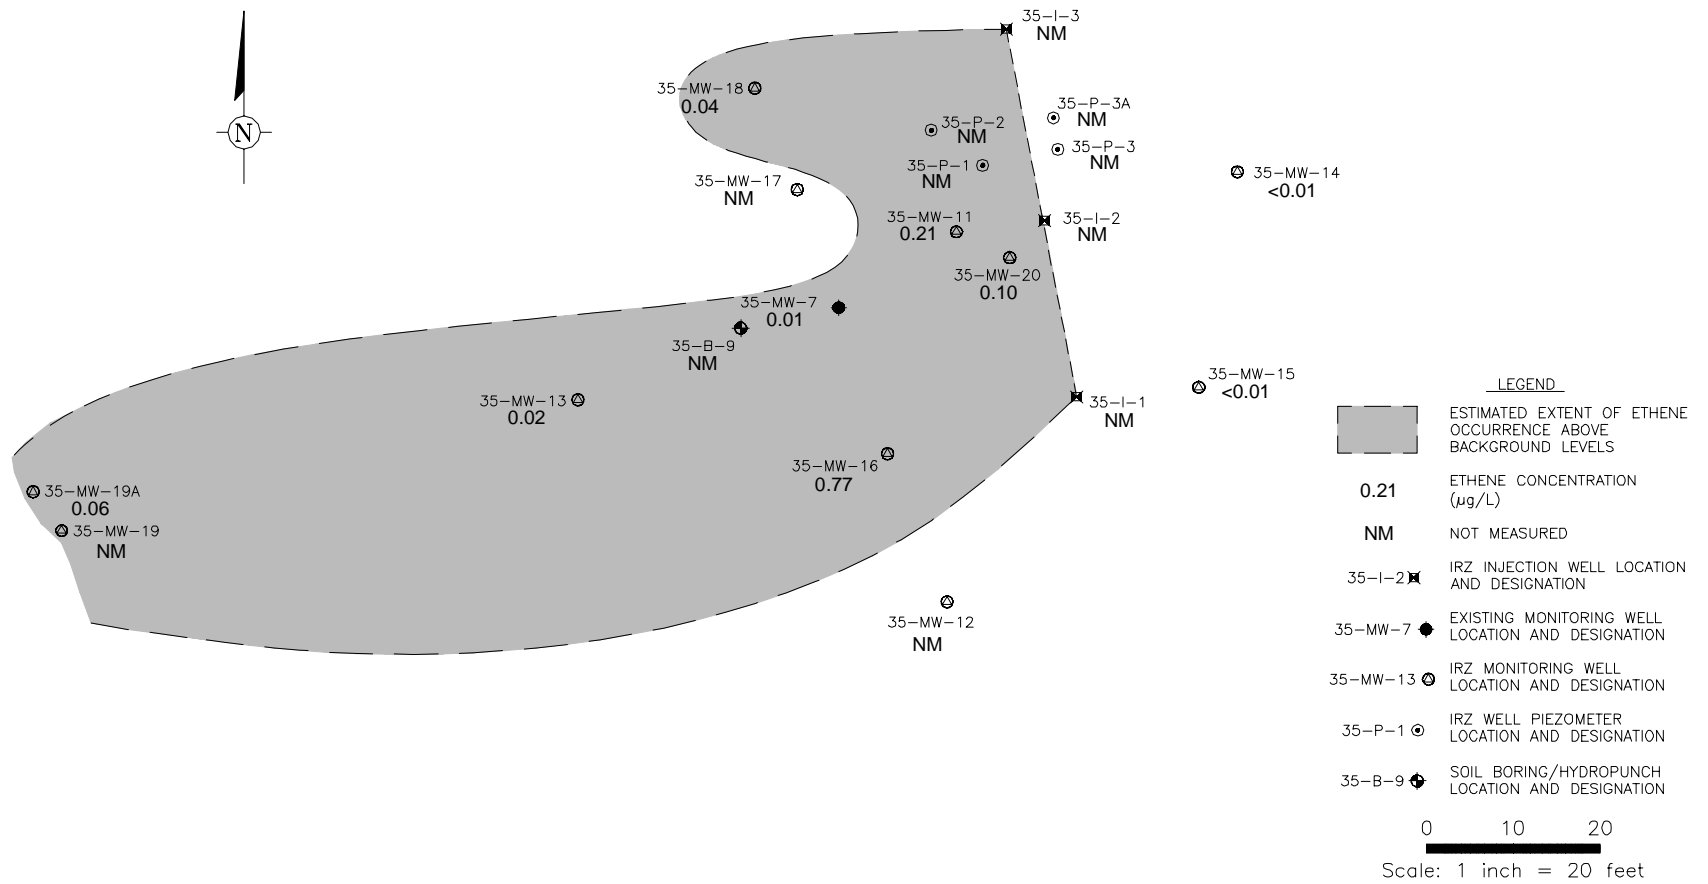 35-I-3
NM
35-MW-18
0.04
35-P-3A
NM
35-P-2
NM
35-P-3
NM
35-P-1
NM
35-MW-14
<0.01
35-MW-17
NM
35-MW-11
0.21
35-I-2
NM
35-MW-20
0.10
N
35-MW-7
0.01
35-B-9
NM
35-MW-15
<0.01
35-MW-13
0.02
35-I-1
NM
35-MW-16
0.77
35-MW-19A
0.06
35-MW-19
NM
35-MW-12
NM
LEGEND
ESTIMATED EXTENT OF ETHENE
OCCURRENCE ABOVE
BACKGROUND LEVELS
0.21
ETHENE CONCENTRATION
(µg/L)
NM
NOT MEASURED
35-I-2
IRZ INJECTION WELL LOCATION
AND DESIGNATION
35-MW-7
EXISTING MONITORING WELL
LOCATION AND DESIGNATION
35-MW-13
IRZ MONITORING WELL
LOCATION AND DESIGNATION
35-P-1
IRZ WELL PIEZOMETER
LOCATION AND DESIGNATION
35-B-9
SOIL BORING/HYDROPUNCH
LOCATION AND DESIGNATION
0 10 20
Scale: 1 inch = 20 feet